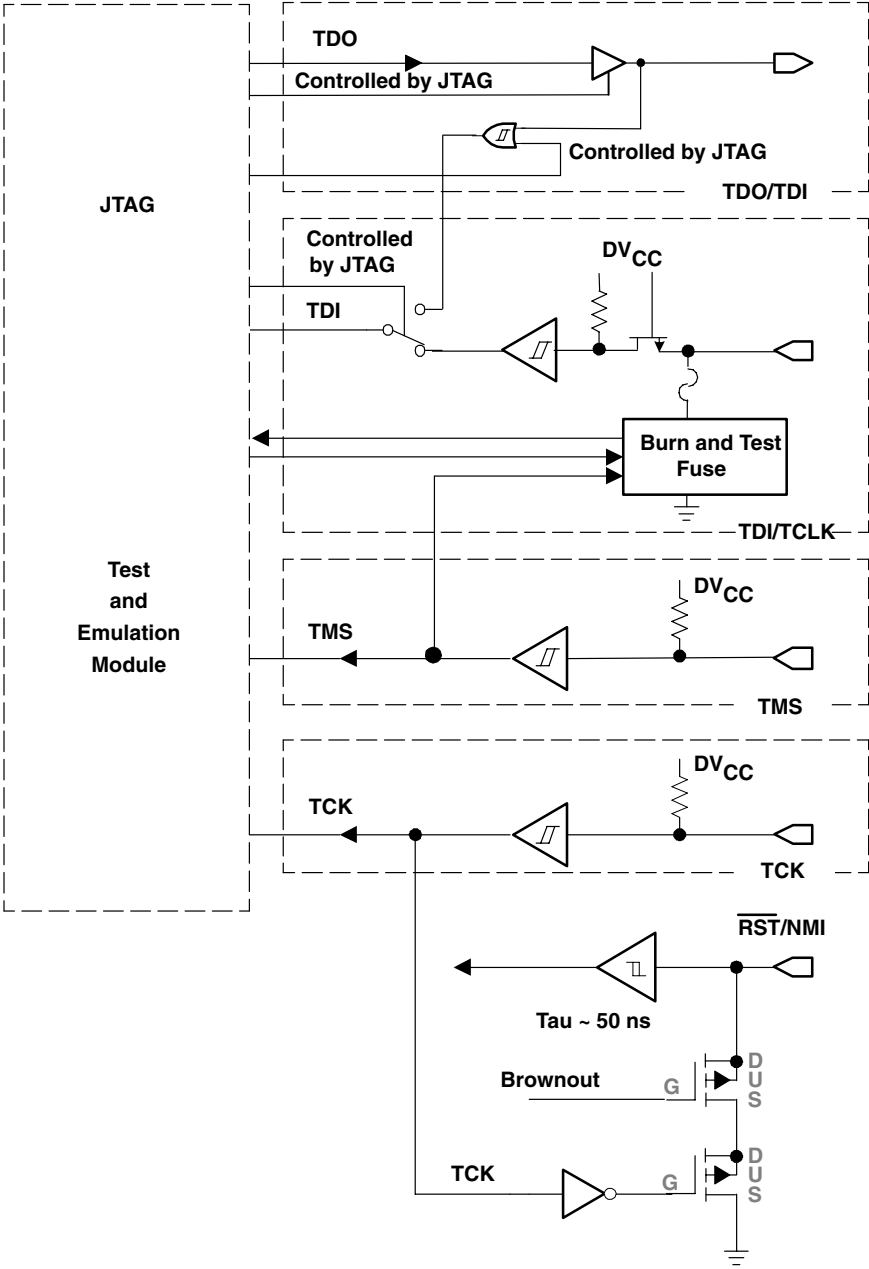 TDO
Controlled by JTAG
Controlled by JTAG
TDO/TDI
JTAG
Controlled
by JTAG
DVCC
TDI
Burn and Test
Fuse
TDI/TCLK
Test
and
Emulation
Module
DVCC
TMS
TMS
DVCC
TCK
TCK
RST/NMI
Tau ~ 50 ns
Brownout
G
D
U
S
TCK
G
D
U
S